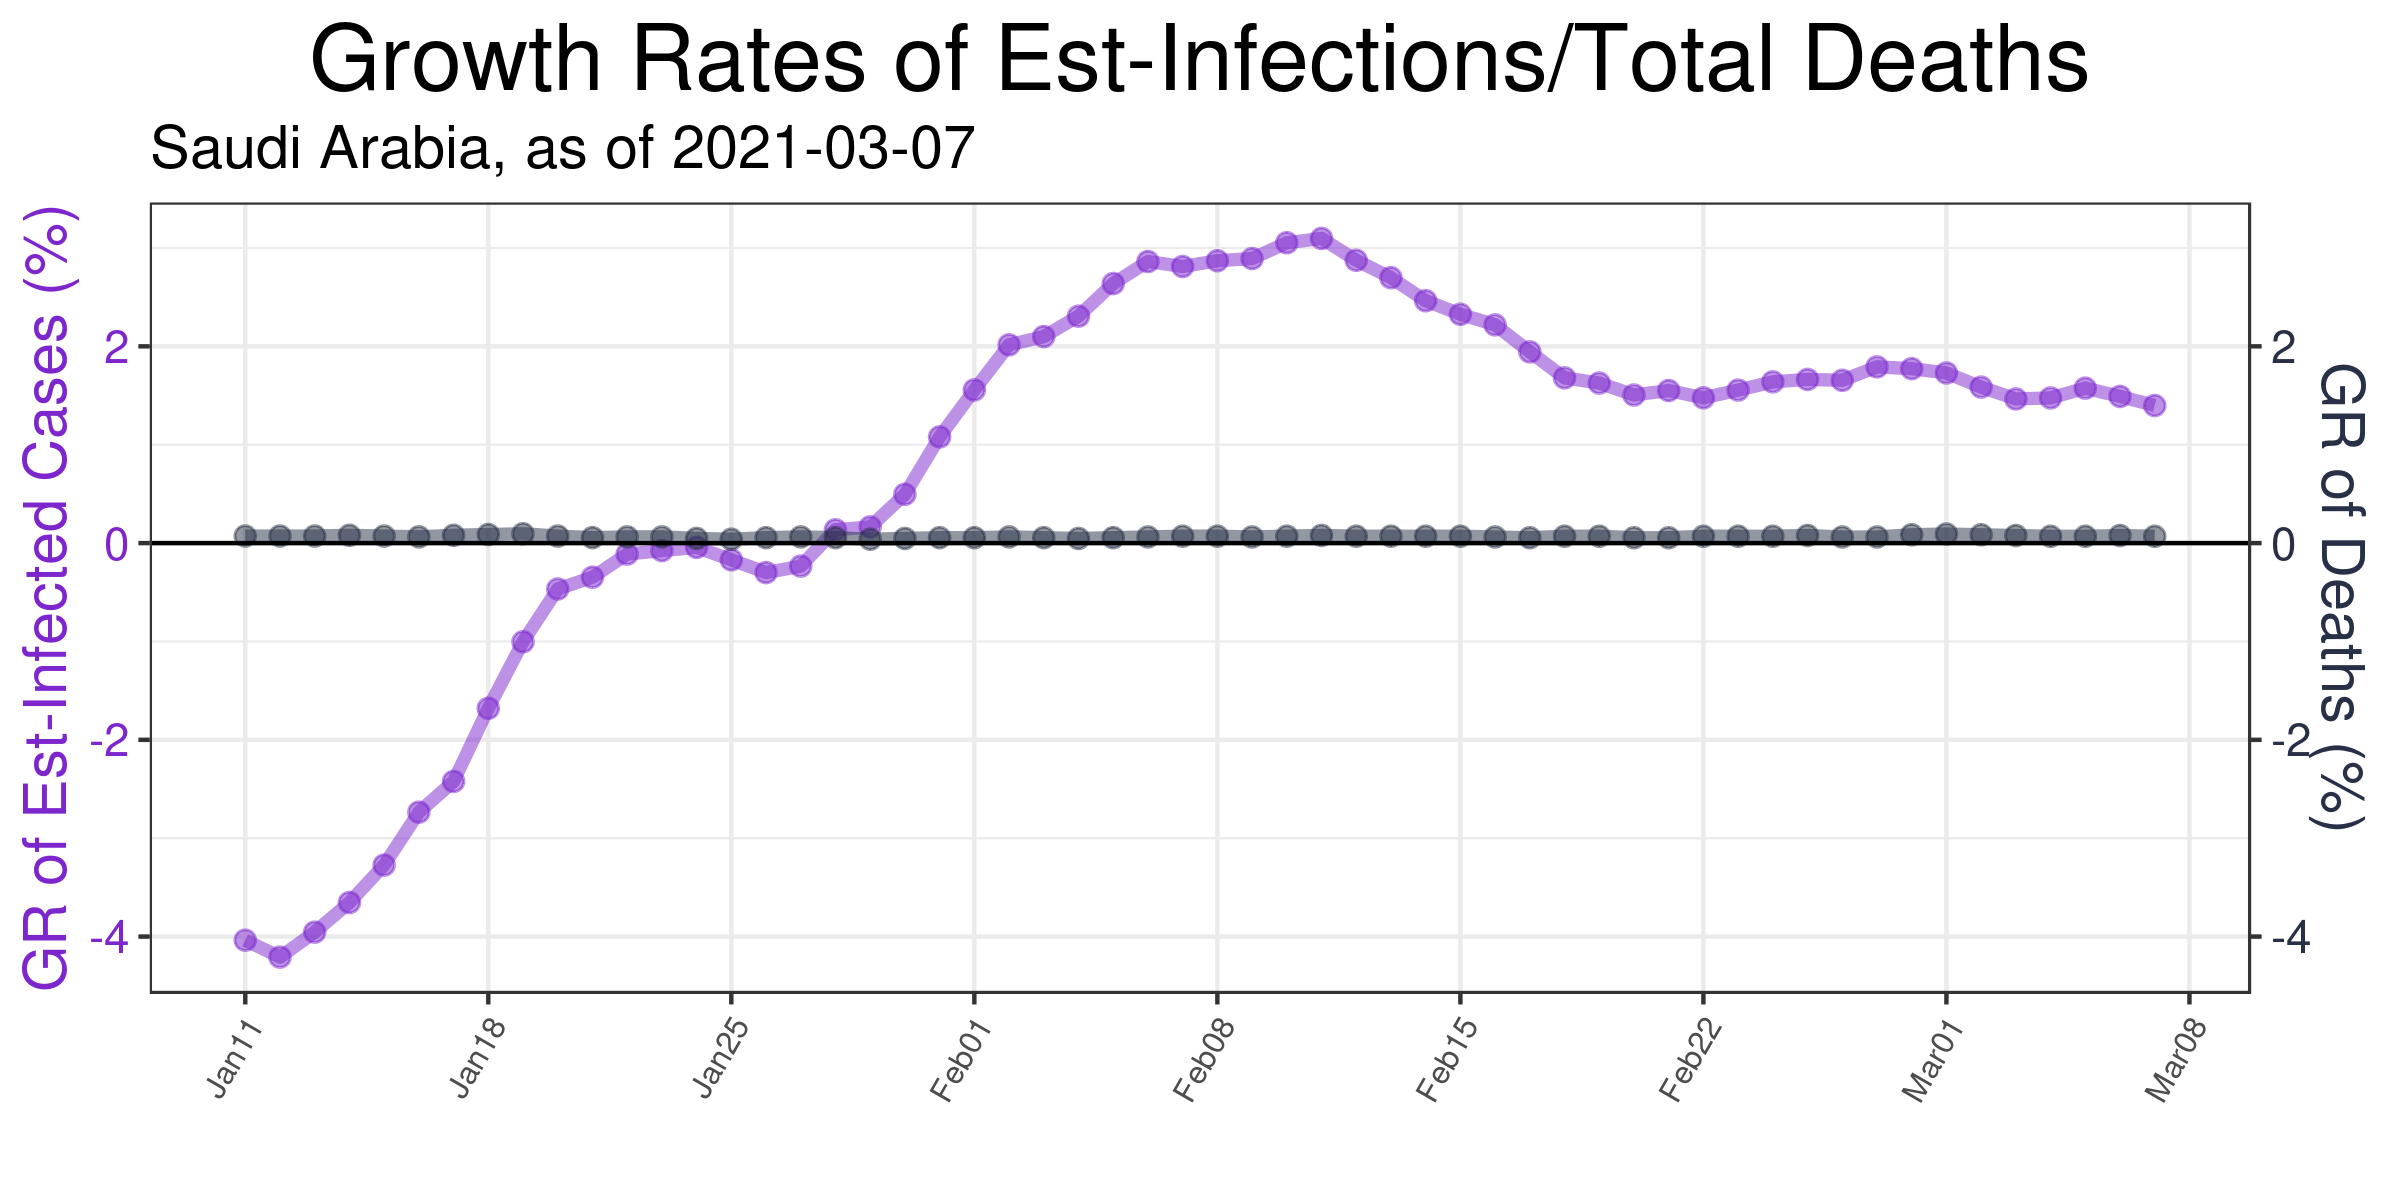 Growth Rates of Est-Infections/Total Deaths
Saudi Arabia, as of 2021-03-07
GR of Est-Infected Cases (%)
2
0
-2
-4
2
0
-2
-4
GR of Deaths (%)
Jan11
Jan18
Jan25
Feb01
Feb08
Feb15
Feb22
Mar01
Mar08